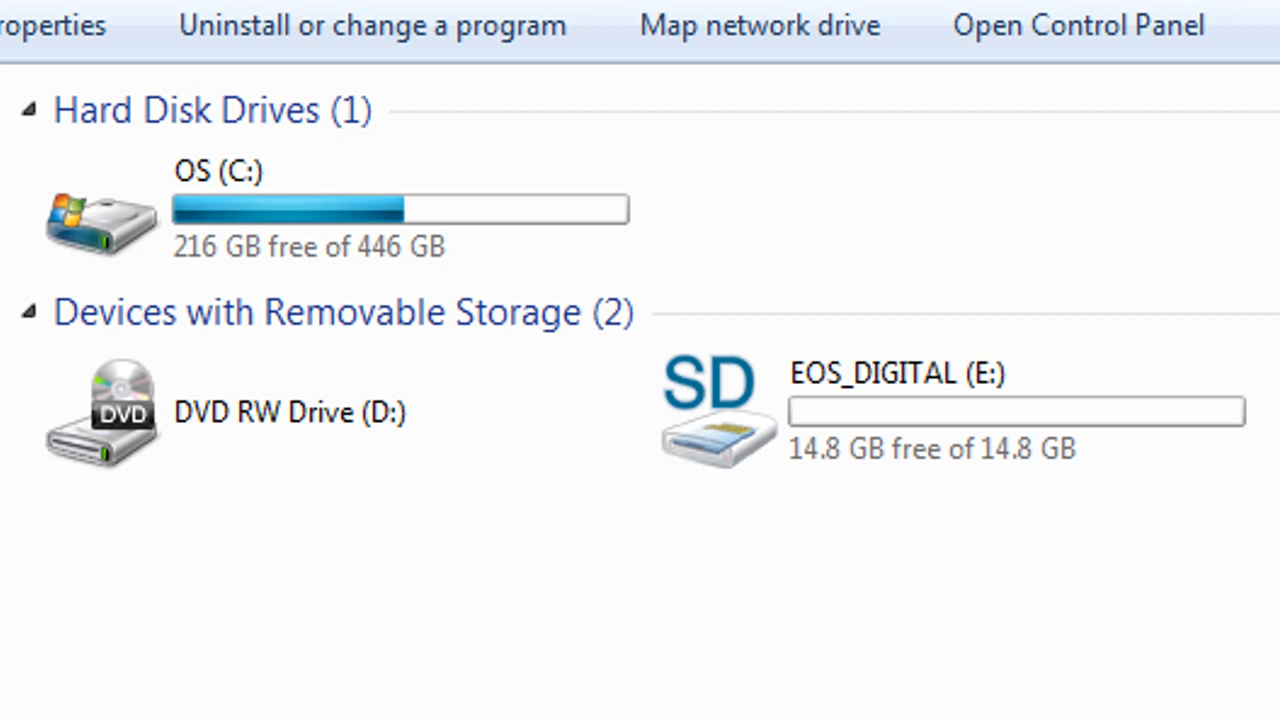 roperties Uninstall or change a program Map network drive Open Control Panel
Hard Disk Drives (1)
OS (C:)
216 GB free of 446 GB
Devices with Removable Storage (2)
DVD
DVD RW Drive (D:)
SD
EOS_DIGITAL (E:)
14.8 GB free of 14.8 GB